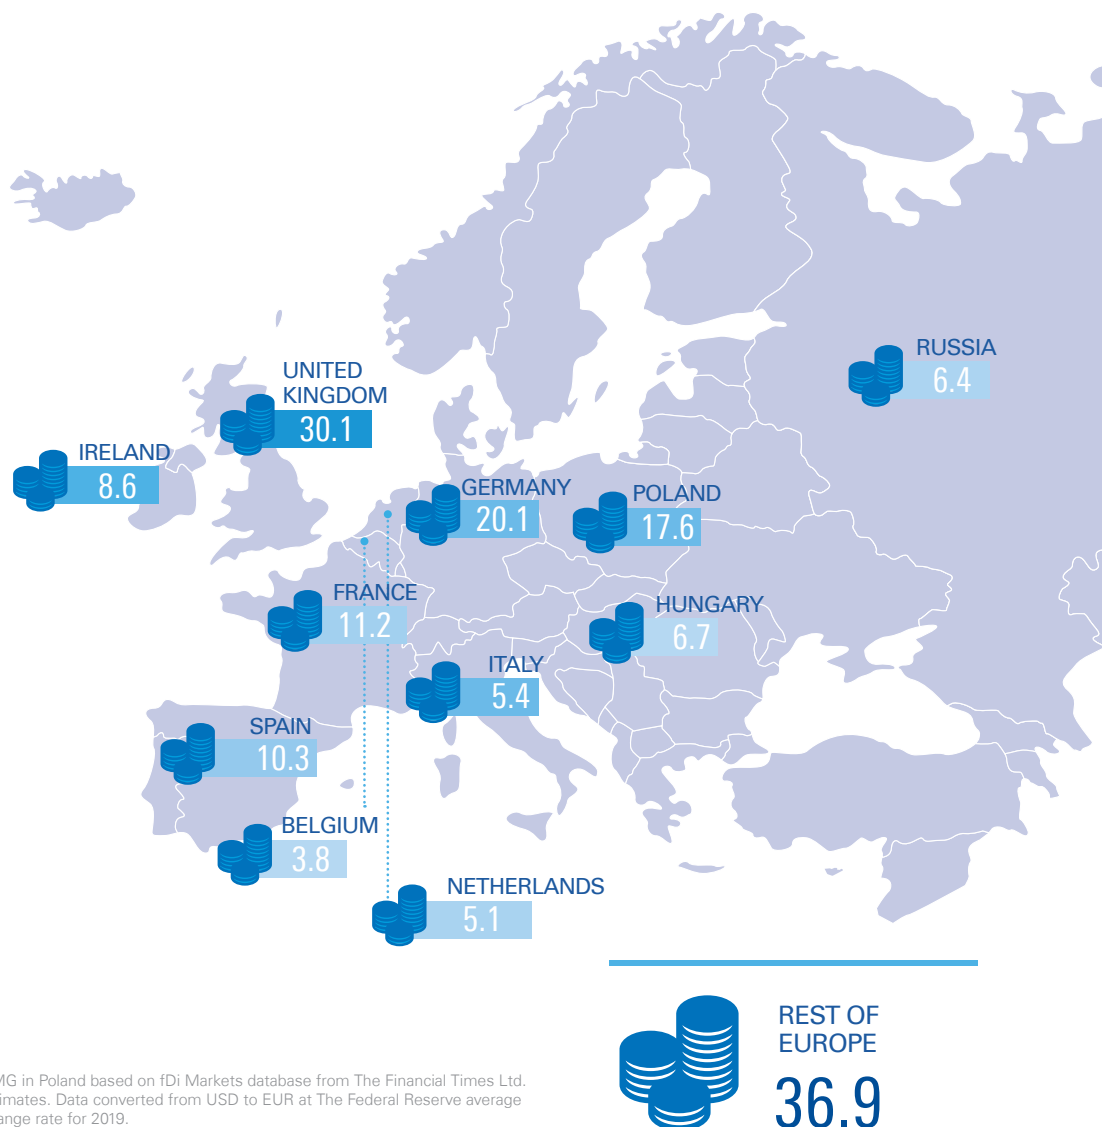 RUSSIA
6.4
UNITED
KINGDOM
30.1
IRELAND
8.6
GERMANY
20.1
POLAND
17.6
FRANCE
11.2
HUNGARY
6.7
ITALY
5.4
SPAIN
10.3
BELGIUM
3.8
NETHERLANDS
5.1
REST OF
EUROPE
36.9
MG in Poland based on fDi Markets database from The Financial Times Ltd.
timates. Data converted from USD to EUR at The Federal Reserve average
ange rate for 2019.